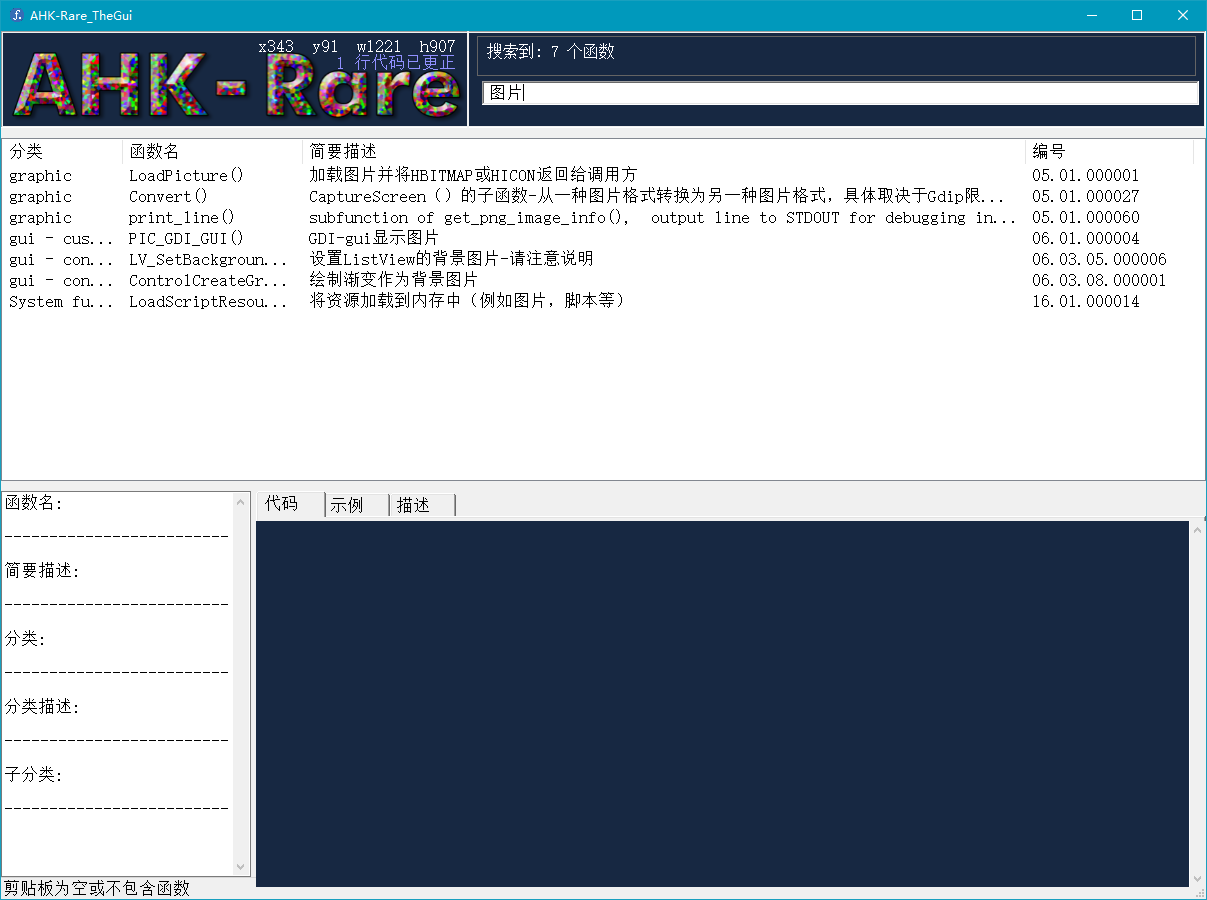 AHK-Rare_TheGui
x343 y91 w1221 h907
1 行代码已更正
AHK-Rare
搜索到: 7 个函数
图片
分类 函数名 简要描述 编号
graphic LoadPicture() 加载图片并将HBITMAP或HICON返回给调用方 05.01.000001
graphic Convert() CaptureScreen（）的子函数-从一种图片格式转换为另一种图片格式，具体取决于Gdip限... 05.01.000027
graphic print_line() subfunction of get_png_image_info(), output line to STDOUT for debugging in... 05.01.000060
gui - cus... PIC_GDI_GUI() GDI-gui显示图片 06.01.000004
gui - con... LV_SetBackgroun... 设置ListView的背景图片-请注意说明 06.03.05.000006
gui - con... ControlCreateGr... 绘制渐变作为背景图片 06.03.08.000001
System fu... LoadScriptResou... 将资源加载到内存中（例如图片，脚本等） 16.01.000014
函数名:
-------------------------
简要描述:
-------------------------
分类:
-------------------------
分类描述:
-------------------------
子分类:
-------------------------
代码 示例 描述
剪贴板为空或不包含函数